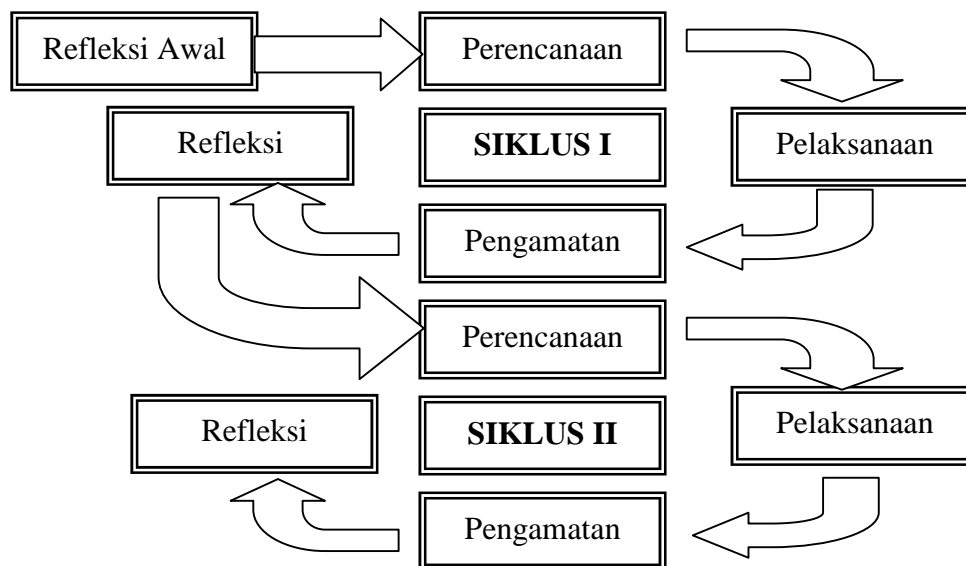 Refleksi Awal
Perencanaan
Refleksi
SIKLUS I
Pelaksanaan
Pengamatan
Perencanaan
Refleksi
SIKLUS II
Pelaksanaan
Pengamatan